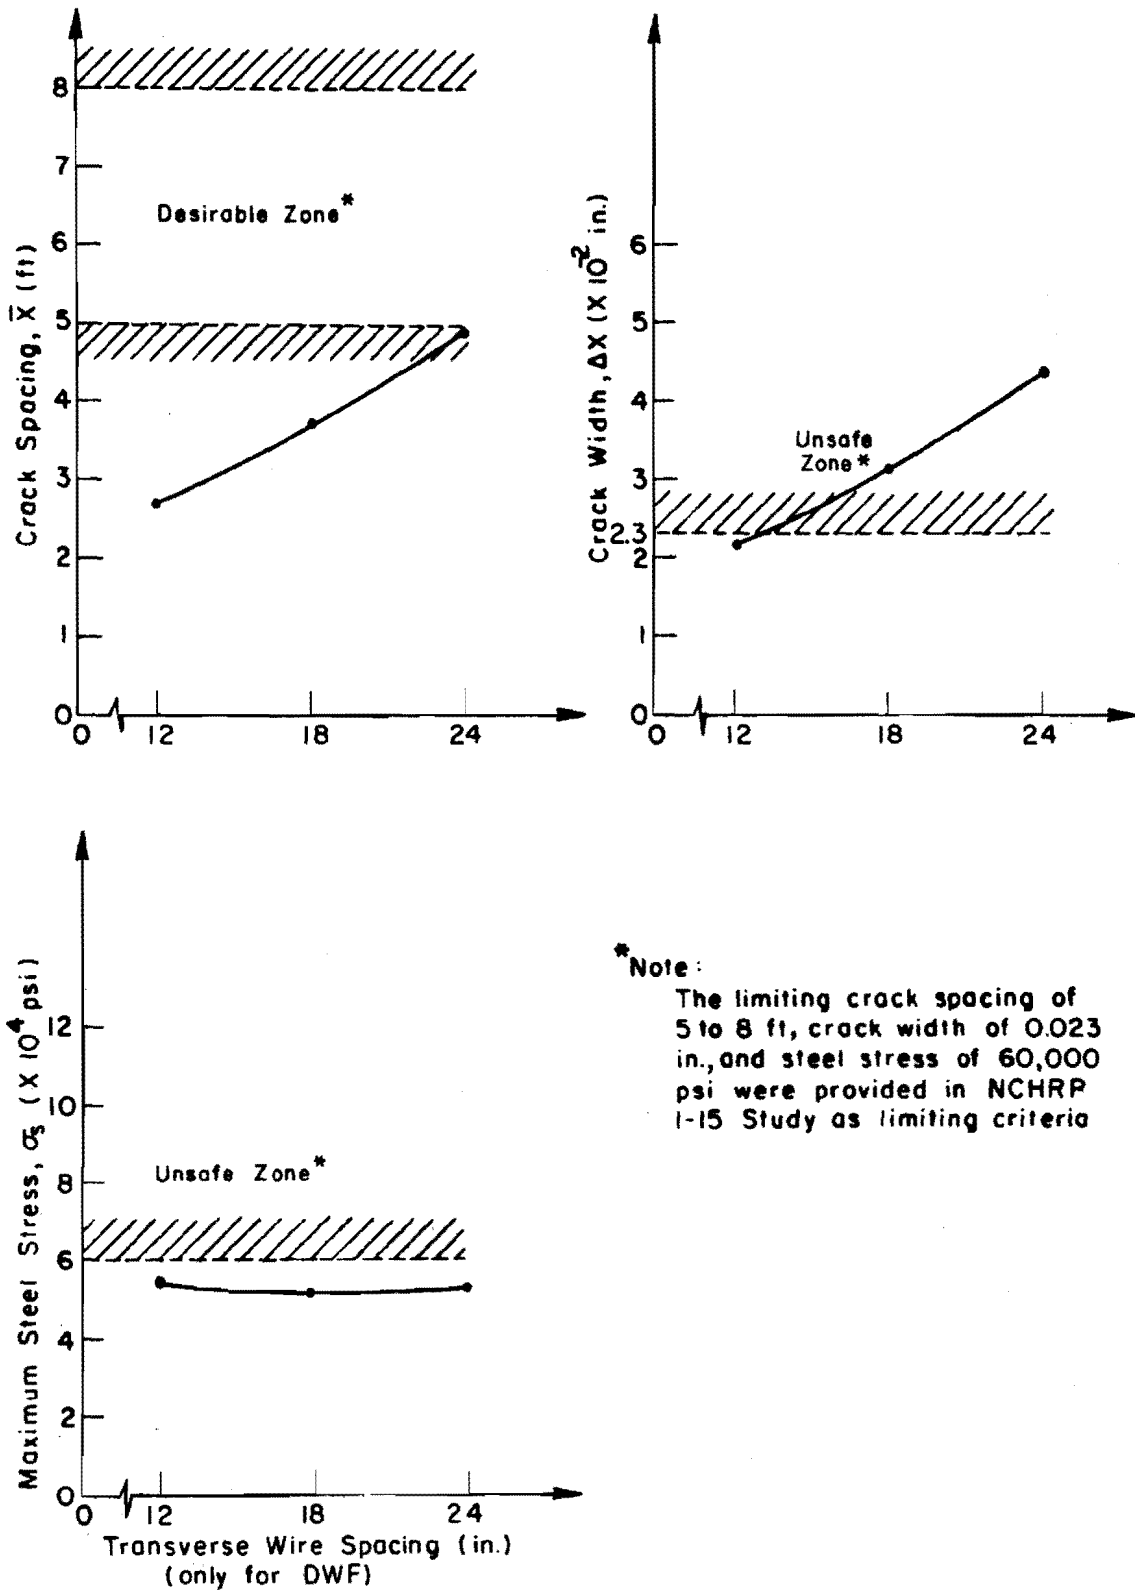 Crack Spacing, X̄ (ft)
8
7
6
5
4
3
2
1
0
12
18
24
Desirable Zone*
Crack Width, ΔX (X 10⁻² in.)
6
5
4
3
2.3
2
1
0
12
18
24
Unsafe
Zone*
Maximum Steel Stress, σs (X 10⁴ psi)
12
10
8
6
4
2
0
12
18
24
Unsafe Zone*
Transverse Wire Spacing (in.)
(only for DWF)
*Note:
The limiting crack spacing of
5 to 8 ft, crack width of 0.023
in., and steel stress of 60,000
psi were provided in NCHRP
1-15 Study as limiting criteria